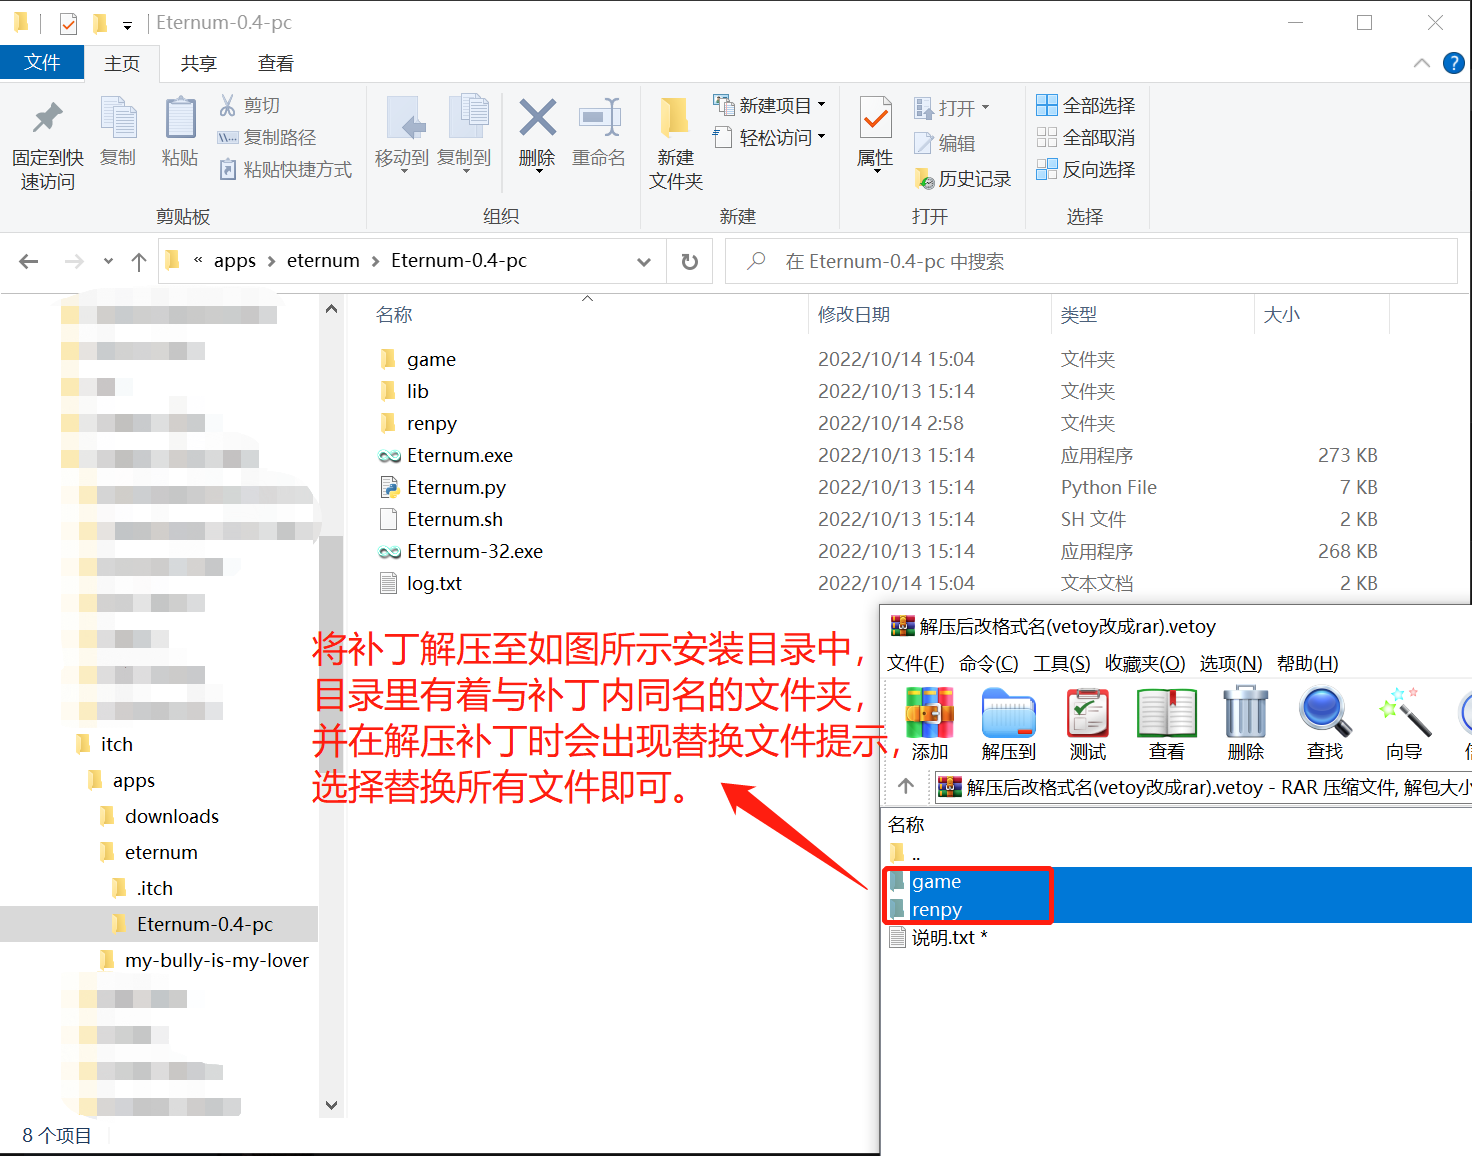 Eternum-0.4-pc
文件
主页
共享
查看
固定到快
速访问
复制
粘贴
剪切
复制路径
粘贴快捷方式
剪贴板
移动到
复制到
删除
重命名
组织
新建
文件夹
新建项目
轻松访问
新建
属性
打开
编辑
历史记录
打开
全部选择
全部取消
反向选择
选择
« apps > eternum > Eternum-0.4-pc
在 Eternum-0.4-pc 中搜索
名称 修改日期 类型 大小
game 2022/10/14 15:04 文件夹
lib 2022/10/13 15:14 文件夹
renpy 2022/10/14 2:58 文件夹
Eternum.exe 2022/10/13 15:14 应用程序 273 KB
Eternum.py 2022/10/13 15:14 Python File 7 KB
Eternum.sh 2022/10/13 15:14 SH 文件 2 KB
Eternum-32.exe 2022/10/13 15:14 应用程序 268 KB
log.txt 2022/10/14 15:04 文本文档 2 KB
将补丁解压至如图所示安装目录中，
目录里有着与补丁内同名的文件夹，
并在解压补丁时会出现替换文件提示，
选择替换所有文件即可。
itch
apps
downloads
eternum
.itch
Eternum-0.4-pc
my-bully-is-my-lover
8 个项目
解压后改格式名(vetoy改成rar).vetoy
文件(F) 命令(C) 工具(S) 收藏夹(O) 选项(N) 帮助(H)
添加 解压到 测试 查看 删除 查找 向导
解压后改格式名(vetoy改成rar).vetoy - RAR 压缩文件, 解包大小
名称
..
game
renpy
说明.txt *